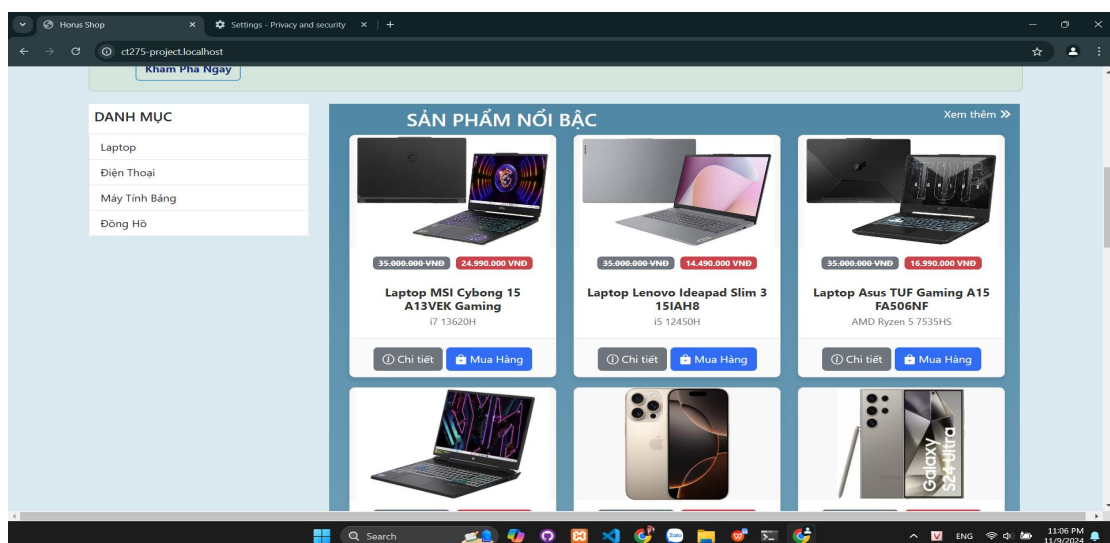 Horus Shop
Settings - Privacy and security
ct275-project.localhost
Khám Phá Ngay
DANH MỤC
Laptop
Điện Thoại
Máy Tính Bảng
Đồng Hồ
SẢN PHẨM NỔI BẬC
Xem thêm
35.000.000 VNĐ 24.990.000 VNĐ
Laptop MSI Cybong 15
A13VEK Gaming
i7 13620H
Chi tiết Mua Hàng
35.000.000 VNĐ 14.490.000 VNĐ
Laptop Lenovo Ideapad Slim 3
15IAH8
i5 12450H
Chi tiết Mua Hàng
35.000.000 VNĐ 16.990.000 VNĐ
Laptop Asus TUF Gaming A15
FA506NF
AMD Ryzen 5 7535HS
Chi tiết Mua Hàng
Galaxy
S24 Ultra
Search
Zalo
ENG
11:06 PM
11/9/2024